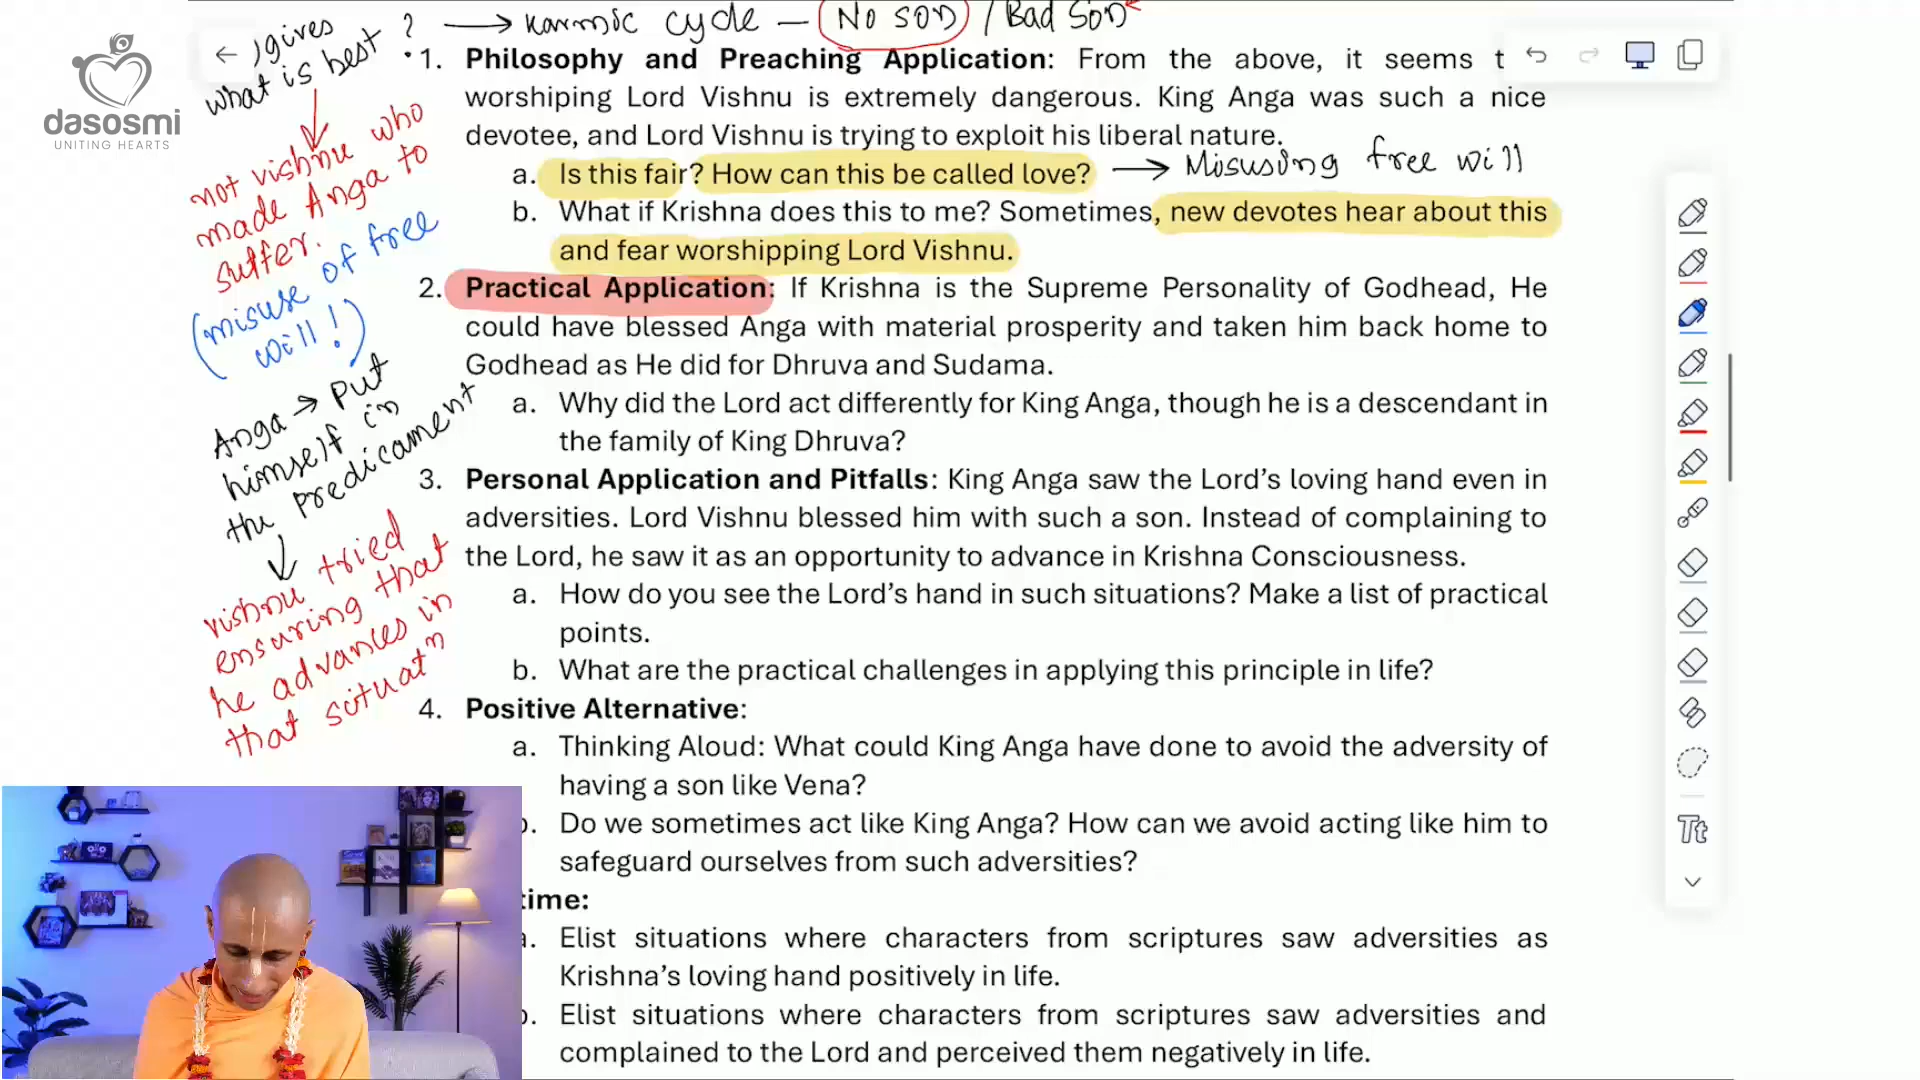 , gives
what is best ? → karmic cycle — No son / Bad son
dasosmi
UNITING HEARTS
1. Philosophy and Preaching Application: From the above, it seems t
worshiping Lord Vishnu is extremely dangerous. King Anga was such a nice
devotee, and Lord Vishnu is trying to exploit his liberal nature.
a. Is this fair? How can this be called love? → Misusing free will
b. What if Krishna does this to me? Sometimes, new devotes hear about this
and fear worshipping Lord Vishnu.
not vishnu who
made Anga to
suffer.
(misuse of free
will!)
2. Practical Application: If Krishna is the Supreme Personality of Godhead, He
could have blessed Anga with material prosperity and taken him back home to
Godhead as He did for Dhruva and Sudama.
a. Why did the Lord act differently for King Anga, though he is a descendant in
the family of King Dhruva?
Anga → Put
himself in
the predicament
3. Personal Application and Pitfalls: King Anga saw the Lord’s loving hand even in
adversities. Lord Vishnu blessed him with such a son. Instead of complaining to
the Lord, he saw it as an opportunity to advance in Krishna Consciousness.
a. How do you see the Lord’s hand in such situations? Make a list of practical
points.
b. What are the practical challenges in applying this principle in life?
vishnu tried
ensuring that
he advances in
that situatⁿ
4. Positive Alternative:
a. Thinking Aloud: What could King Anga have done to avoid the adversity of
having a son like Vena?
Do we sometimes act like King Anga? How can we avoid acting like him to
safeguard ourselves from such adversities?
time:
Elist situations where characters from scriptures saw adversities as
Krishna’s loving hand positively in life.
Elist situations where characters from scriptures saw adversities and
complained to the Lord and perceived them negatively in life.
Tt